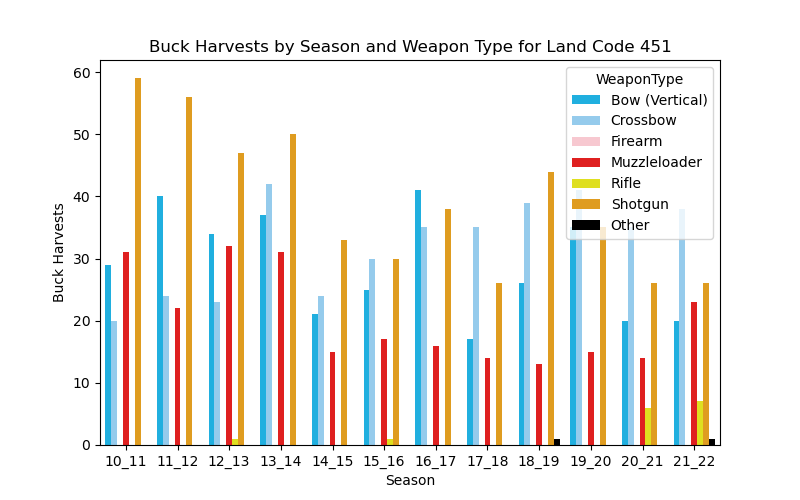 Buck Harvests by Season and Weapon Type for Land Code 451
WeaponType
Bow (Vertical)
Crossbow
Firearm
Muzzleloader
Rifle
Shotgun
Other
Buck Harvests
60
50
40
30
20
10
0
10_11 11_12 12_13 13_14 14_15 15_16 16_17 17_18 18_19 19_20 20_21 21_22
Season